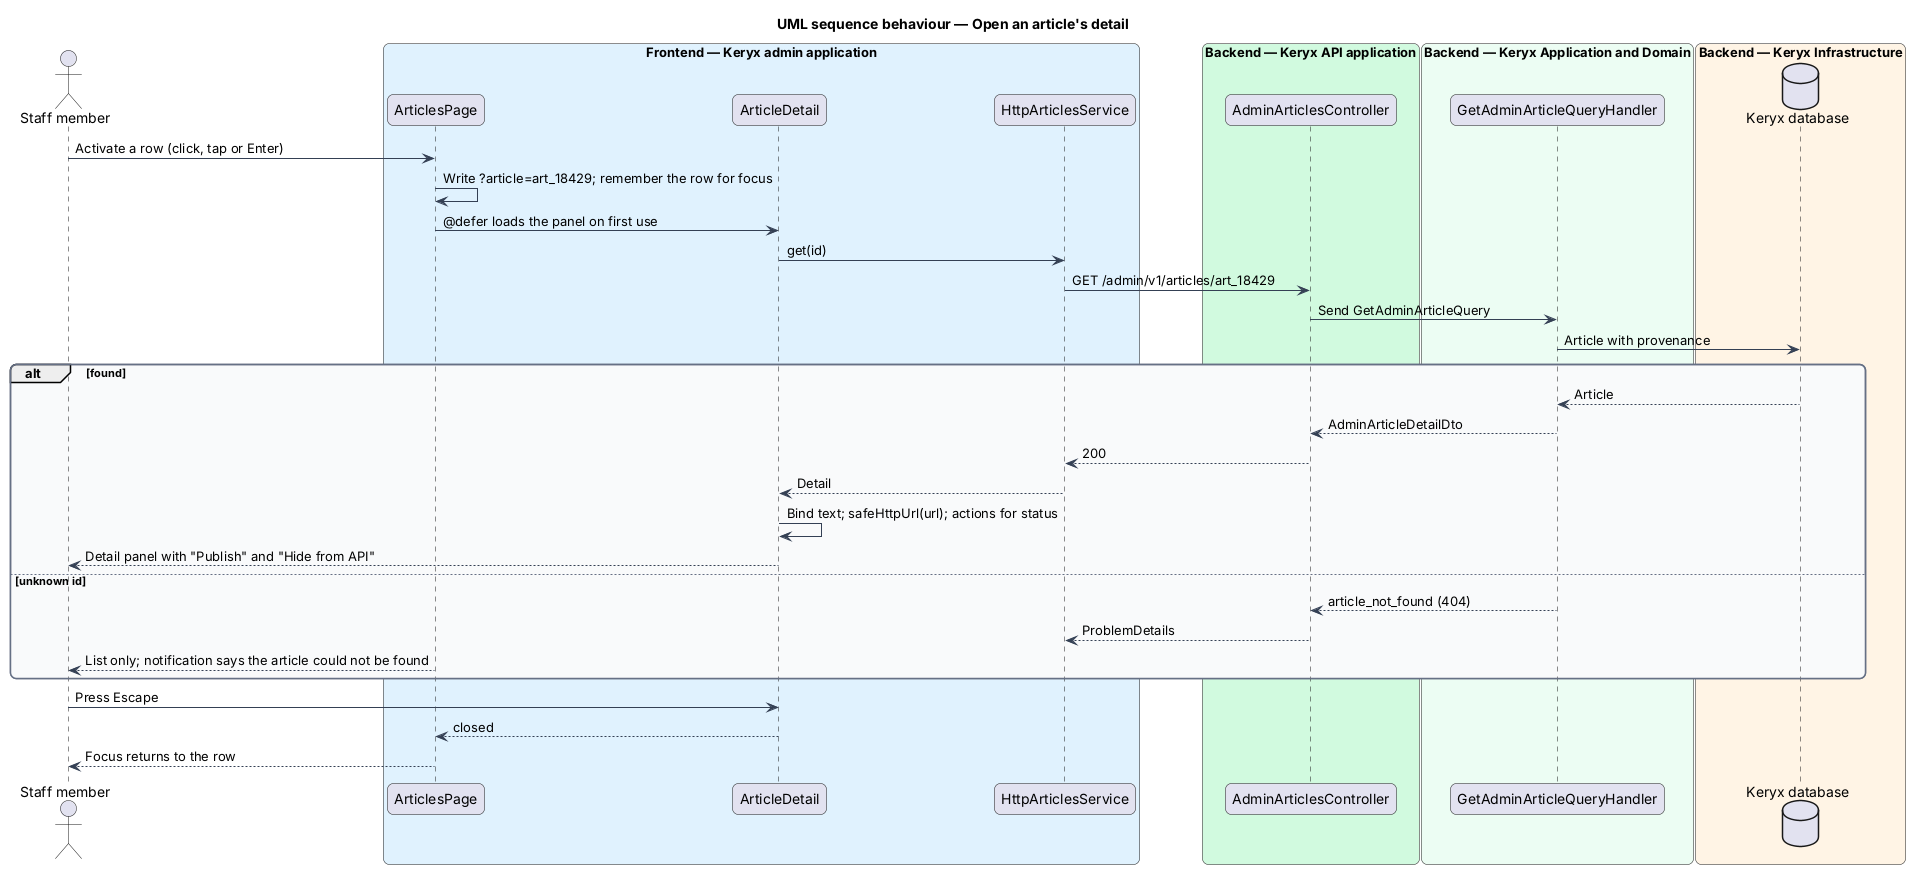 UML sequence behaviour — Open an article's detail
Frontend — Keryx admin application
Backend — Keryx API application
Backend — Keryx Application and Domain
Backend — Keryx Infrastructure
Staff member
ArticlesPage
ArticleDetail
HttpArticlesService
AdminArticlesController
GetAdminArticleQueryHandler
Keryx database
Activate a row (click, tap or Enter)
Write ?article=art_18429; remember the row for focus
@defer loads the panel on first use
get(id)
GET /admin/v1/articles/art_18429
Send GetAdminArticleQuery
Article with provenance
alt
[found]
Article
AdminArticleDetailDto
200
Detail
Bind text; safeHttpUrl(url); actions for status
Detail panel with "Publish" and "Hide from API"
[unknown id]
article_not_found (404)
ProblemDetails
List only; notification says the article could not be found
Press Escape
closed
Focus returns to the row
Staff member
ArticlesPage
ArticleDetail
HttpArticlesService
AdminArticlesController
GetAdminArticleQueryHandler
Keryx database